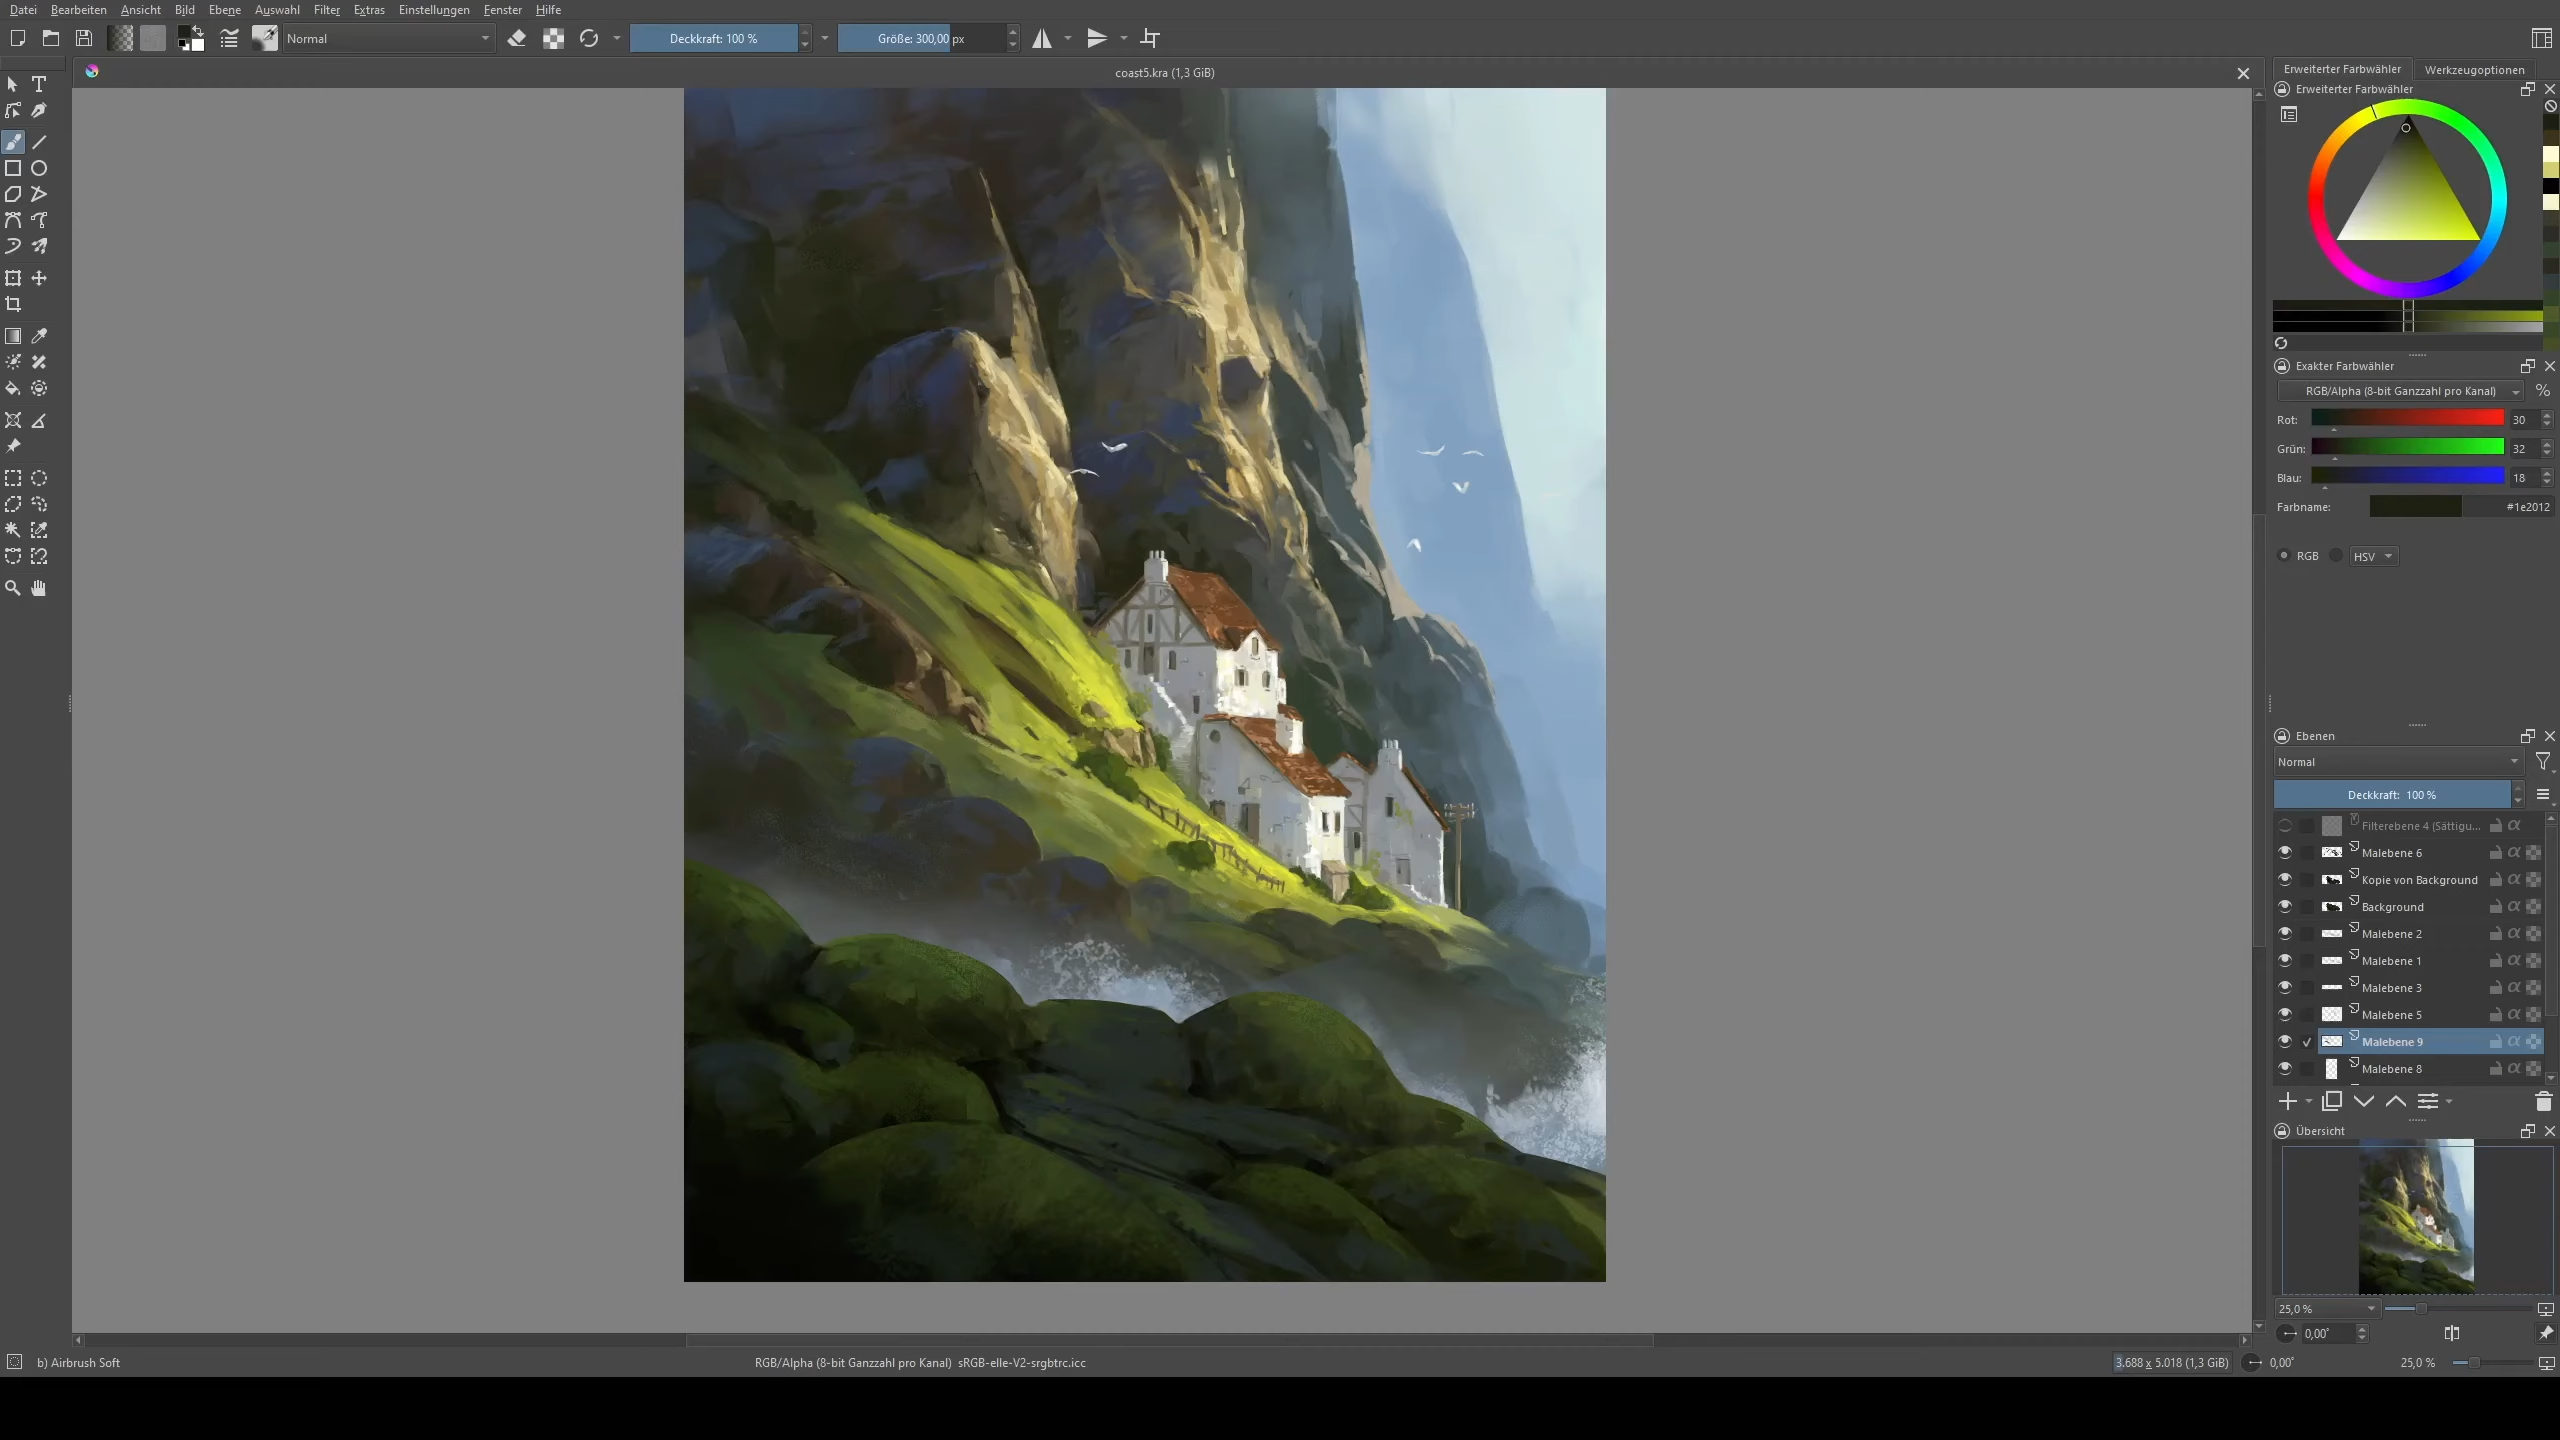 Datei Bearbeiten Ansicht Bild Ebene Auswahl Filter Extras Einstellungen Fenster Hilfe
Normal Deckkraft: 100 % Größe: 300,00 px
coast5.kra (1,3 GiB)
Erweiterter Farbwähler Werkzeugoptionen
Erweiterter Farbwähler
Exakter Farbwähler
RGB/Alpha (8-bit Ganzzahl pro Kanal) %
Rot: 30
Grün: 32
Blau: 18
Farbname: #1e2012
RGB HSV
Ebenen
Normal
Deckkraft: 100 %
Filterebene 4 (Sättigu...
Malebene 6
Kopie von Background
Background
Malebene 2
Malebene 1
Malebene 3
Malebene 5
Malebene 9
Malebene 8
Übersicht
25,0 %
0,00°
b) Airbrush Soft RGB/Alpha (8-bit Ganzzahl pro Kanal) sRGB-elle-V2-srgbtrc.icc 3.688 x 5.018 (1,3 GiB) 0,00° 25,0 %